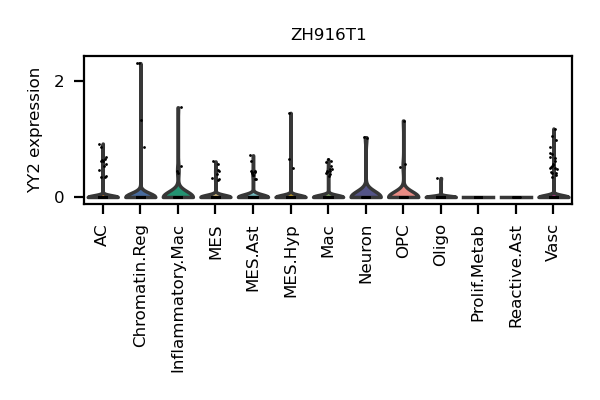 ZH916T1
YY2 expression
2
0
AC
Chromatin.Reg
Inflammatory.Mac
MES
MES.Ast
MES.Hyp
Mac
Neuron
OPC
Oligo
Prolif.Metab
Reactive.Ast
Vasc